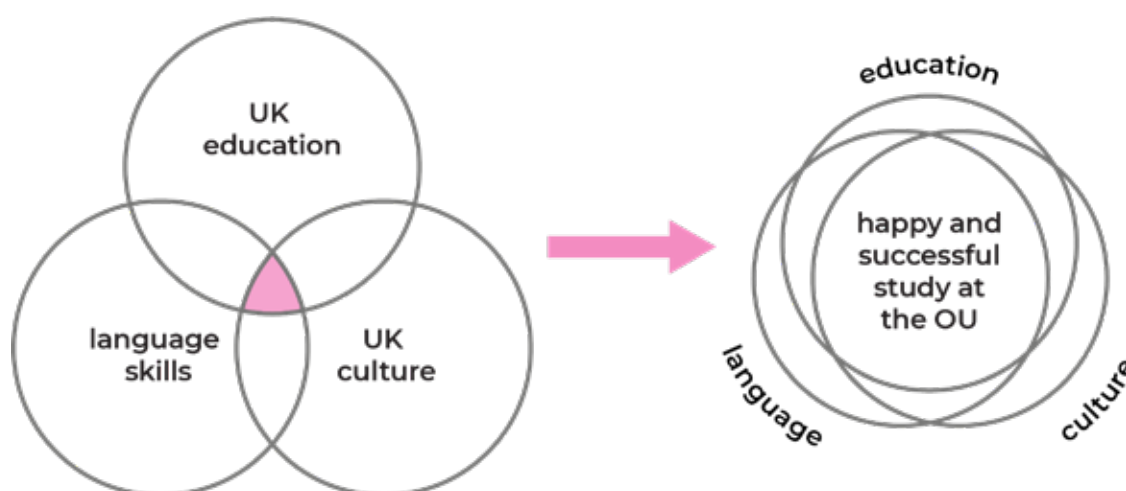 UK
education
language
skills
UK
culture
education
happy and
successful
study at
the OU
language
culture